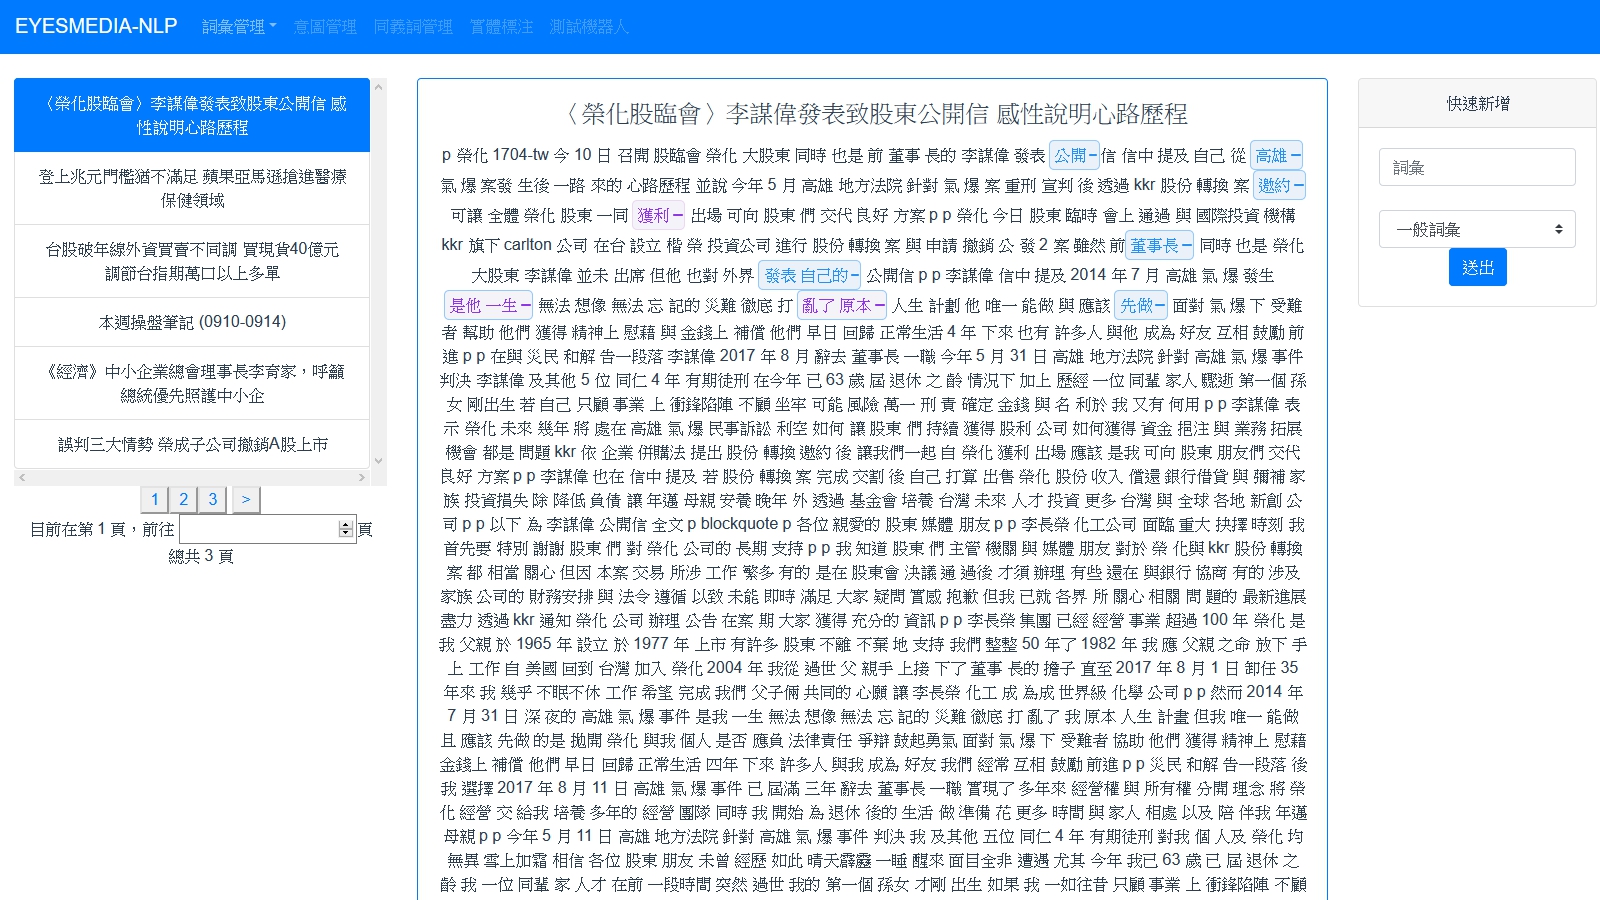 EYESMEDIA-NLP 詞彙管理 意圖管理 同義詞管理 實體標注 測試機器人
〈榮化股臨會〉李謀偉發表致股東公開信 感
性說明心路歷程
登上兆元門檻猶不滿足 蘋果亞馬遜搶進醫療
保健領域
台股破年線外資買賣不同調 買現貨40億元
調節台指期萬口以上多單
本週操盤筆記 (0910-0914)
《經濟》中小企業總會理事長李育家，呼籲
總統優先照護中小企
誤判三大情勢 榮成子公司撤銷A股上市
1 2 3 >
目前在第 1 頁，前往 頁
總共 3 頁
〈榮化股臨會〉李謀偉發表致股東公開信 感性說明心路歷程
p 榮化 1704-tw 今 10 日 召開 股臨會 榮化 大股東 同時 也是 前 董事 長的 李謀偉 發表 公開− 信 信中 提及 自己 從 高雄 −
氣 爆 案發 生後 一路 來的 心路歷程 並說 今年 5 月 高雄 地方法院 針對 氣 爆 案 重刑 宣判 後 透過 kkr 股份 轉換 案 邀約 −
可讓 全體 榮化 股東 一同 獲利 − 出場 可向 股東 們 交代 良好 方案 p p 榮化 今日 股東 臨時 會上 通過 與 國際投資 機構
kkr 旗下 carlton 公司 在台 設立 楷 榮 投資公司 進行 股份 轉換 案 與 申請 撤銷 公 發 2 案 雖然 前 董事長 − 同時 也是 榮化
大股東 李謀偉 並未 出席 但他 也對 外界 發表 自己的 − 公開信 p p 李謀偉 信中 提及 2014 年 7 月 高雄 氣 爆 發生
是他 一生 − 無法 想像 無法 忘 記的 災難 徹底 打 亂了 原本 − 人生 計劃 他 唯一 能做 與 應該 先做 − 面對 氣 爆 下 受難
者 幫助 他們 獲得 精神上 慰藉 與 金錢上 補償 他們 早日 回歸 正常生活 4 年 下來 也有 許多人 與他 成為 好友 互相 鼓勵 前
進 p p 在與 災民 和解 告一段落 李謀偉 2017 年 8 月 辭去 董事長 一職 今年 5 月 31 日 高雄 地方法院 針對 高雄 氣 爆 事件
判決 李謀偉 及其他 5 位 同仁 4 年 有期徒刑 在今年 已 63 歲 屆 退休 之 齡 情況下 加上 歷經 一位 同輩 家人 驟逝 第一個 孫
女 剛出生 若 自己 只顧 事業 上 衝鋒陷陣 不顧 坐牢 可能 風險 萬一 刑 責 確定 金錢 與 名 利於 我 又有 何用 p p 李謀偉 表
示 榮化 未來 幾年 將 處在 高雄 氣 爆 民事訴訟 利空 如何 讓 股東 們 持續 獲得 股利 公司 如何獲得 資金 挹注 與 業務 拓展
機會 都是 問題 kkr 依 企業 併購法 提出 股份 轉換 邀約 後 讓我們一起 自 榮化 獲利 出場 應該 是我 可向 股東 朋友們 交代
良好 方案 p p 李謀偉 也在 信中 提及 若 股份 轉換 案 完成 交割 後 自己 打算 出售 榮化 股份 收入 償還 銀行借貸 與 彌補 家
族 投資損失 除 降低 負債 讓 年邁 母親 安養 晚年 外 透過 基金會 培養 台灣 未來 人才 投資 更多 台灣 與 全球 各地 新創 公
司 p p 以下 為 李謀偉 公開信 全文 p blockquote p 各位 親愛的 股東 媒體 朋友 p p 李長榮 化工公司 面臨 重大 抉擇 時刻 我
首先要 特別 謝謝 股東 們 對 榮化 公司的 長期 支持 p p 我 知道 股東 們 主管 機關 與 媒體 朋友 對於 榮 化與 kkr 股份 轉換
案 都 相當 關心 但因 本案 交易 所涉 工作 繁多 有的 是在 股東會 決議 通 過後 才須 辦理 有些 還在 與銀行 協商 有的 涉及
家族 公司的 財務安排 與 法令 遵循 以致 未能 即時 滿足 大家 疑問 實感 抱歉 但我 已就 各界 所 關心 相關 問 題的 最新進展
盡力 透過 kkr 通知 榮化 公司 辦理 公告 在案 期 大家 獲得 充分的 資訊 p p 李長榮 集團 已經 經營 事業 超過 100 年 榮化 是
我 父親 於 1965 年 設立 於 1977 年 上市 有許多 股東 不離 不棄 地 支持 我們 整整 50 年了 1982 年 我 應 父親 之命 放下 手
上 工作 自 美國 回到 台灣 加入 榮化 2004 年 我從 過世 父 親手 上接 下了 董事 長的 擔子 直至 2017 年 8 月 1 日 卸任 35
年來 我 幾乎 不眠不休 工作 希望 完成 我們 父子倆 共同的 心願 讓 李長榮 化工 成 為成 世界級 化學 公司 p p 然而 2014 年
7 月 31 日 深 夜的 高雄 氣 爆 事件 是我 一生 無法 想像 無法 忘 記的 災難 徹底 打 亂了 我 原本 人生 計畫 但我 唯一 能做
且 應該 先做 的是 拋開 榮化 與我 個人 是否 應負 法律責任 爭辯 鼓起勇氣 面對 氣 爆 下 受難者 協助 他們 獲得 精神上 慰藉
金錢上 補償 他們 早日 回歸 正常生活 四年 下來 許多人 與我 成為 好友 我們 經常 互相 鼓勵 前進 p p 災民 和解 告一段落 後
我 選擇 2017 年 8 月 11 日 高雄 氣 爆 事件 已 屆滿 三年 辭去 董事長 一職 實現了 多年來 經營權 與 所有權 分開 理念 將 榮
化 經營 交 給我 培養 多年的 經營 團隊 同時 我 開始 為 退休 後的 生活 做 準備 花 更多 時間 與 家人 相處 以及 陪 伴我 年邁
母親 p p 今年 5 月 11 日 高雄 地方法院 針對 高雄 氣 爆 事件 判決 我 及其他 五位 同仁 4 年 有期徒刑 對我 個 人及 榮化 均
無異 雪上加霜 相信 各位 股東 朋友 未曾 經歷 如此 晴天霹靂 一睡 醒來 面目全非 遭遇 尤其 今年 我已 63 歲 已 屆 退休 之
齡 我 一位 同輩 家 人才 在前 一段時間 突然 過世 我的 第一個 孫女 才剛 出生 如果 我 一如往昔 只顧 事業 上 衝鋒陷陣 不顧
快速新增
詞彙
一般詞彙
送出